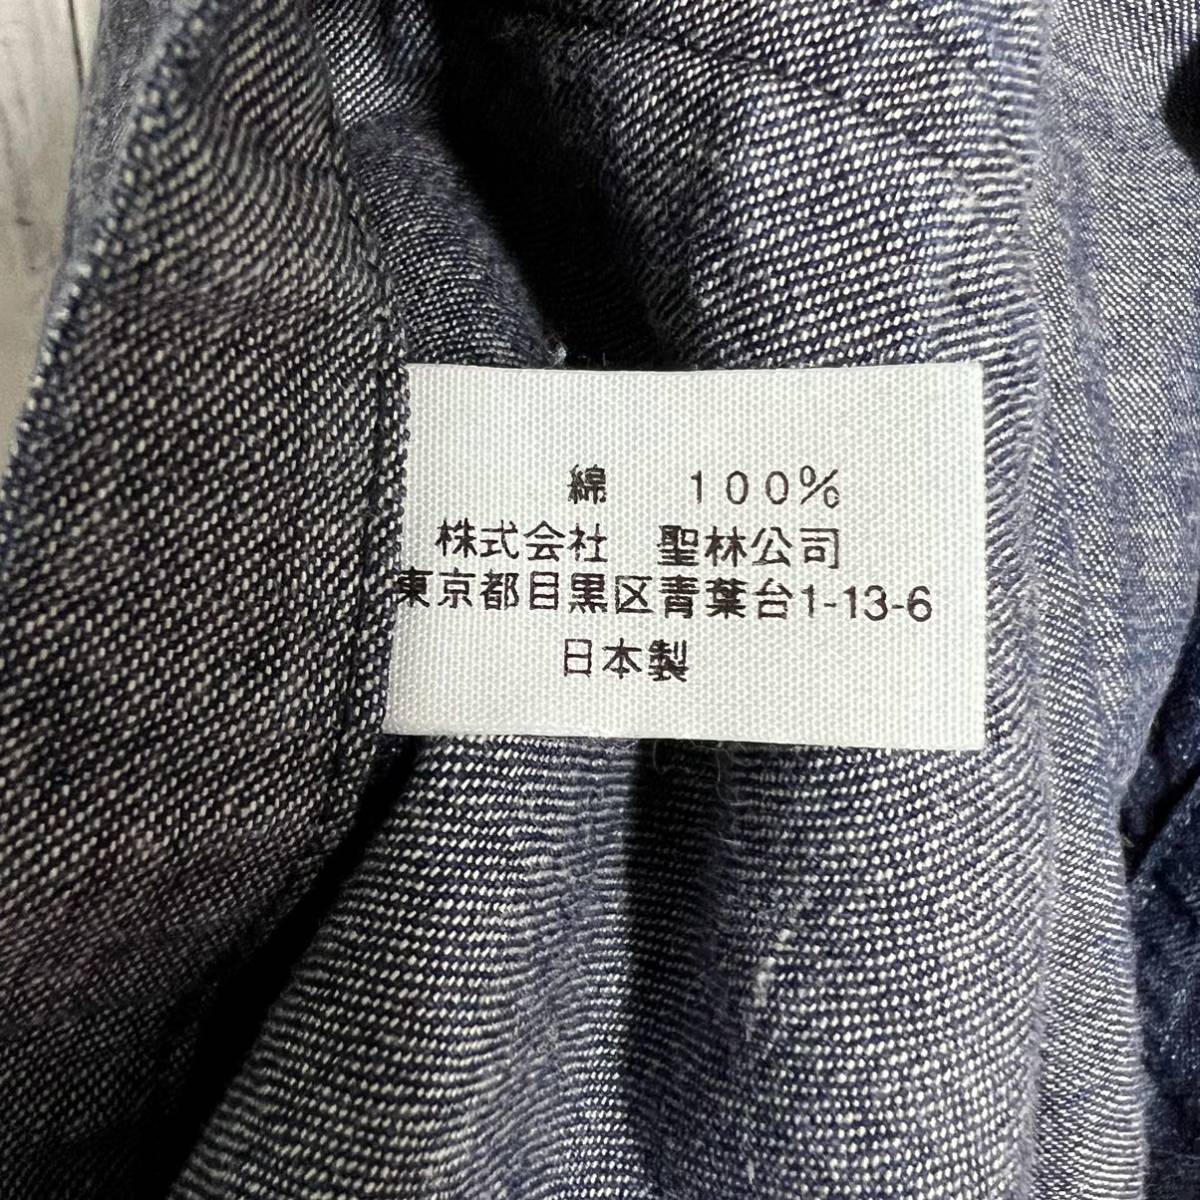 綿　100%
株式会社　聖林公司
東京都目黒区青葉台1-13-6
日本製